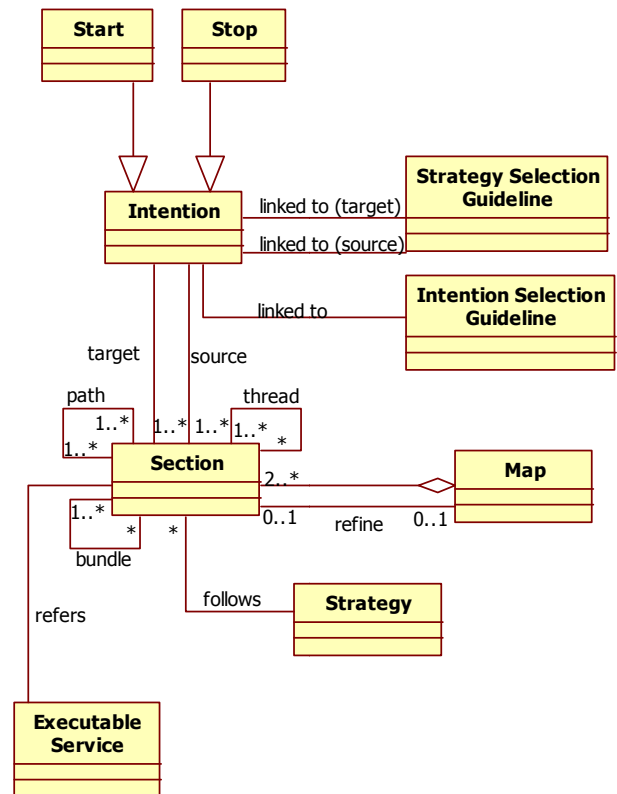 Start
Stop
Intention
linked to (target)
linked to (source)
Strategy Selection
Guideline
Intention Selection
Guideline
linked to
target
source
path
thread
1..*
1..*
1..*
1..*
1..*
*
Section
2..*
Map
0..1
refine
0..1
1..*
*
*
bundle
follows
Strategy
refers
Executable
Service